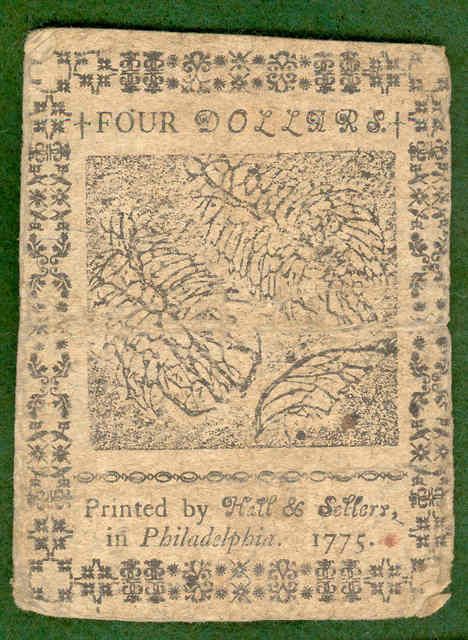 ‡FOUR DOLLARS.‡
Printed by Hall & Sellers,
in Philadelphia. 1775.